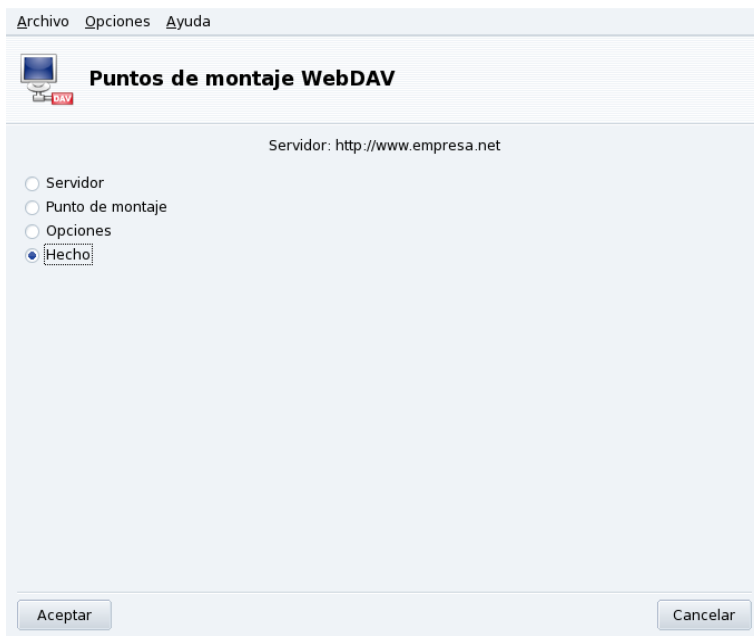 Archivo Opciones Ayuda
DAV
Puntos de montaje WebDAV
Servidor: http://www.empresa.net
Servidor
Punto de montaje
Opciones
Hecho
Aceptar Cancelar